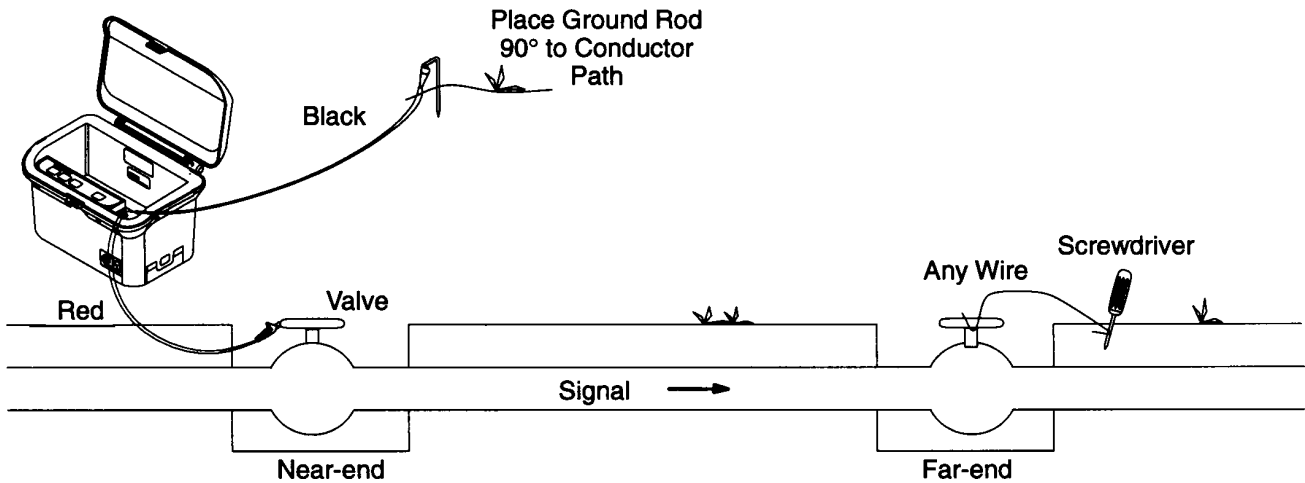 Place Ground Rod
90° to Conductor
Path
Black
Screwdriver
Any Wire
Red
Valve
Signal
Near-end
Far-end